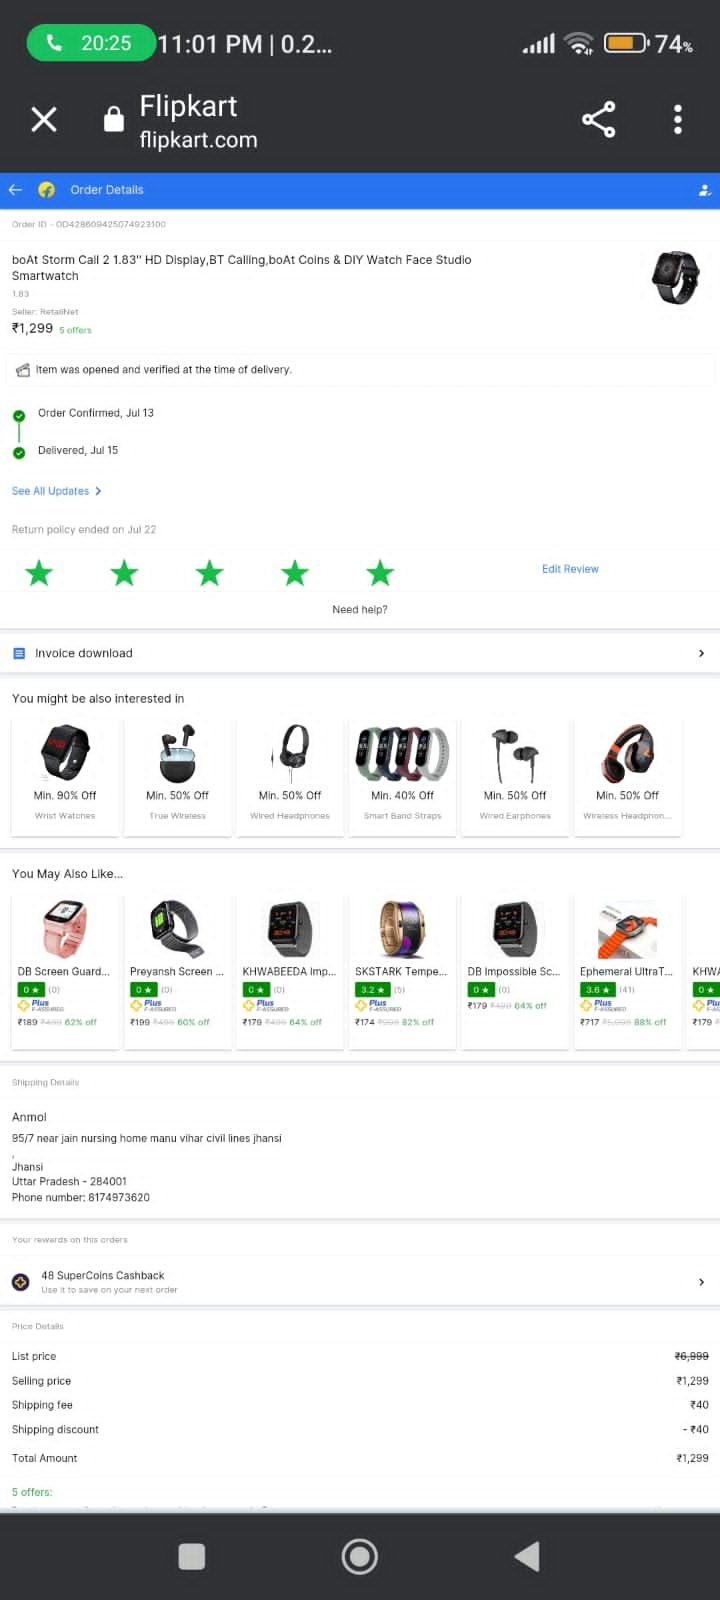 20:25 11:01 PM | 0.2... 74%
Flipkart
flipkart.com
Order Details
Order ID - OD428609425074923100
boAt Storm Call 2 1.83" HD Display,BT Calling,boAt Coins & DIY Watch Face Studio
Smartwatch
1.83
Seller: RetailNet
₹1,299 5 offers
Item was opened and verified at the time of delivery.
Order Confirmed, Jul 13
Delivered, Jul 15
See All Updates
Return policy ended on Jul 22
Edit Review
Need help?
Invoice download
You might be also interested in
Min. 90% Off Min. 50% Off Min. 50% Off Min. 40% Off Min. 50% Off Min. 50% Off
Wrist Watches True Wireless Wired Headphones Smart Band Straps Wired Earphones Wireless Headphon...
You May Also Like...
DB Screen Guard... Preyansh Screen ... KHWABEEDA Imp... SKSTARK Tempe... DB Impossible Sc... Ephemeral UltraT... KHWA
0 ★ (0) 0 ★ (0) 0 ★ (0) 3.2 ★ (5) 0 ★ (0) 3.6 ★ (41) 0 ★
Plus Plus Plus Plus Plus Plu
F-ASSURED F-ASSURED F-ASSURED F-ASSURED F-ASSURED
₹189 ₹499 62% off ₹199 ₹499 60% off ₹179 ₹499 64% off ₹174 ₹999 82% off ₹179 ₹499 64% off ₹717 ₹5,999 88% off ₹179
Shipping Details
Anmol
95/7 near jain nursing home manu vihar civil lines jhansi
,
Jhansi
Uttar Pradesh - 284001
Phone number: 8174973620
Your rewards on this orders
48 SuperCoins Cashback
Use it to save on your next order
Price Details
List price ₹6,999
Selling price ₹1,299
Shipping fee ₹40
Shipping discount - ₹40
Total Amount ₹1,299
5 offers: